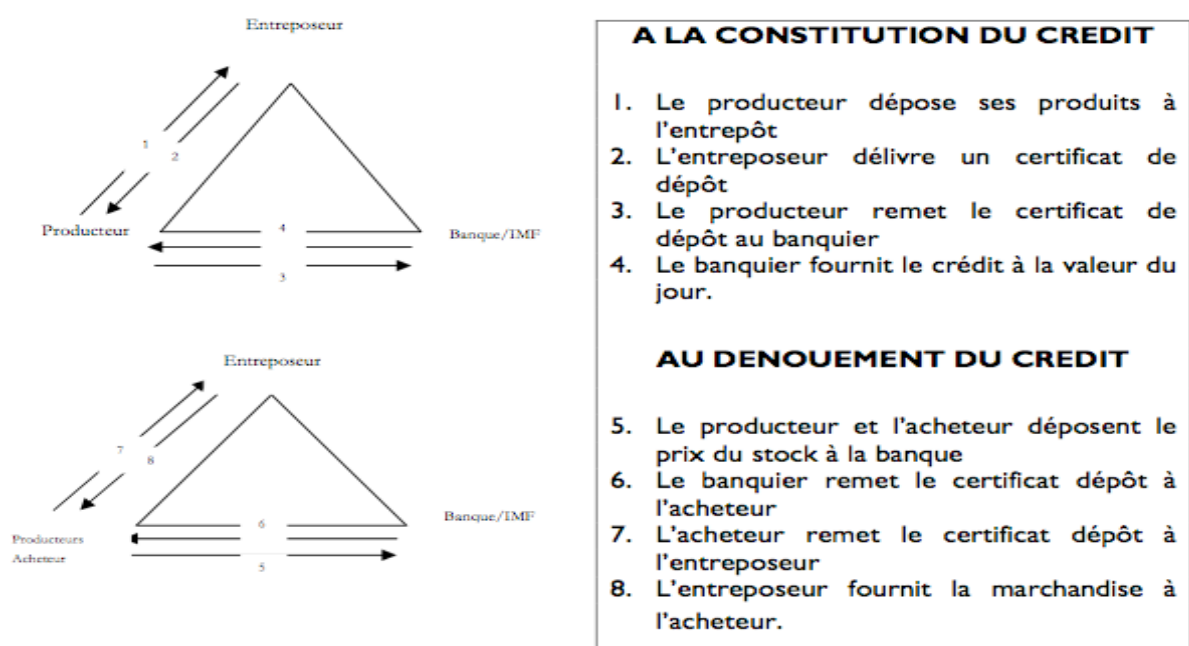 Entreposeur
1
2
Producteur
4
Banque/IMF
3
Entreposeur
7
8
6
Banque/IMF
Producteurs
Acheteur
5
A LA CONSTITUTION DU CREDIT
1. Le producteur dépose ses produits à
l'entrepôt
2. L'entreposeur délivre un certificat de
dépôt
3. Le producteur remet le certificat de
dépôt au banquier
4. Le banquier fournit le crédit à la valeur du
jour.
AU DENOUEMENT DU CREDIT
5. Le producteur et l'acheteur déposent le
prix du stock à la banque
6. Le banquier remet le certificat dépôt à
l'acheteur
7. L'acheteur remet le certificat dépôt à
l'entreposeur
8. L'entreposeur fournit la marchandise à
l'acheteur.